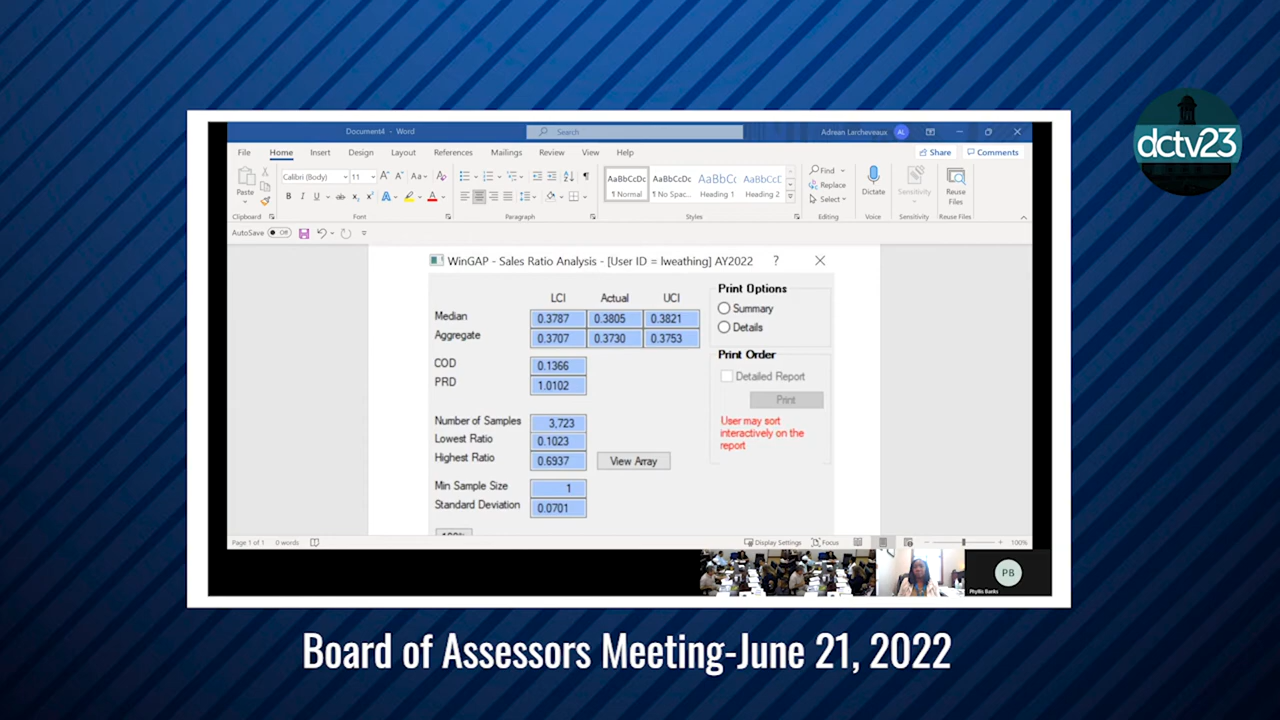 dctv23
Document4 - Word
Search
Adrean Larcheveaux
AL
File Home Insert Design Layout References Mailings Review View Help
Share Comments
Paste
Calibri (Body) 11
AaBbCcDc AaBbCcDc AaBbCc AaBbCcC
¶ Normal ¶ No Spac... Heading 1 Heading 2
Find
Replace
Select
Dictate
Sensitivity
Reuse
Files
Clipboard Font Paragraph Styles Editing Voice Sensitivity Reuse Files
AutoSave Off
WinGAP - Sales Ratio Analysis - [User ID = lweathing] AY2022 ?
LCI Actual UCI
Median 0.3787 0.3805 0.3821
Aggregate 0.3707 0.3730 0.3753
COD 0.1366
PRD 1.0102
Number of Samples 3,723
Lowest Ratio 0.1023
Highest Ratio 0.6937
View Array
Min Sample Size 1
Standard Deviation 0.0701
Print Options
Summary
Details
Print Order
Detailed Report
Print
User may sort
interactively on the
report
Page 1 of 1 0 words
Display Settings Focus 100%
PB
Phyllis Banks
Board of Assessors Meeting-June 21, 2022